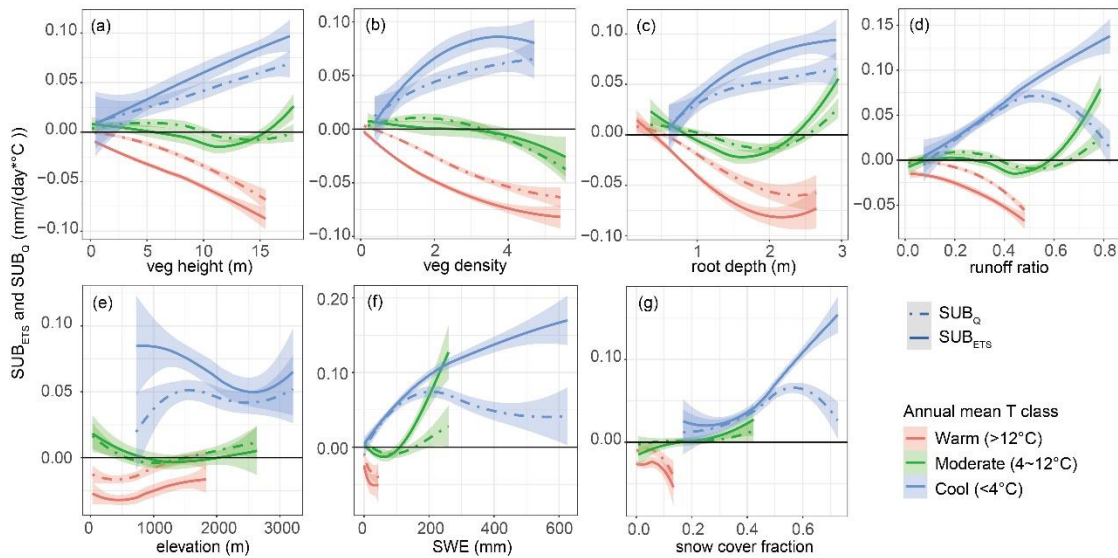 SUB_ETS and SUB_Q (mm/(day*°C ))
(a)
0.10
0.05
0.00
−0.05
−0.10
0 5 10 15
veg height (m)
(b)
0.10
0.05
0.00
−0.05
−0.10
0 2 4
veg density
(c)
0.10
0.05
0.00
−0.05
−0.10
0 1 2 3
root depth (m)
(d)
0.15
0.10
0.05
0.00
−0.05
0.0 0.2 0.4 0.6 0.8
runoff ratio
(e)
0.10
0.05
0.00
0 1000 2000 3000
elevation (m)
(f)
0.20
0.10
0.00
0 200 400 600
SWE (mm)
(g)
0.10
0.00
0.0 0.2 0.4 0.6
snow cover fraction
SUB_Q
SUB_ETS
Annual mean T class
Warm (>12°C)
Moderate (4~12°C)
Cool (<4°C)